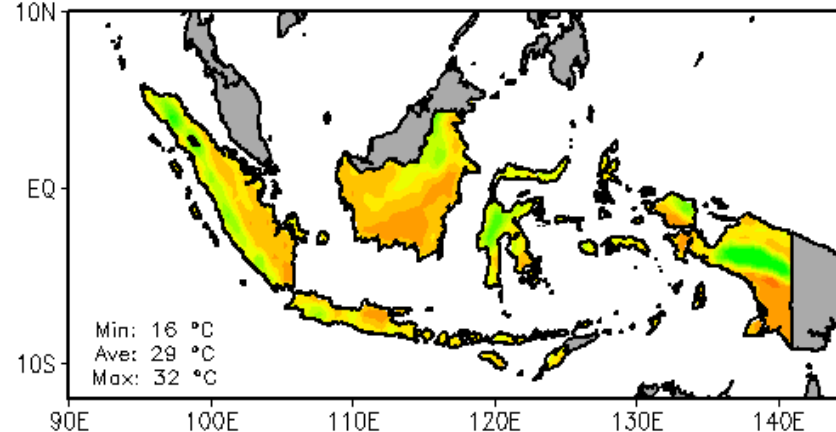 10N
EQ
Min: 16 °C
Ave: 29 °C
Max: 32 °C
10S
90E 100E 110E 120E 130E 140E